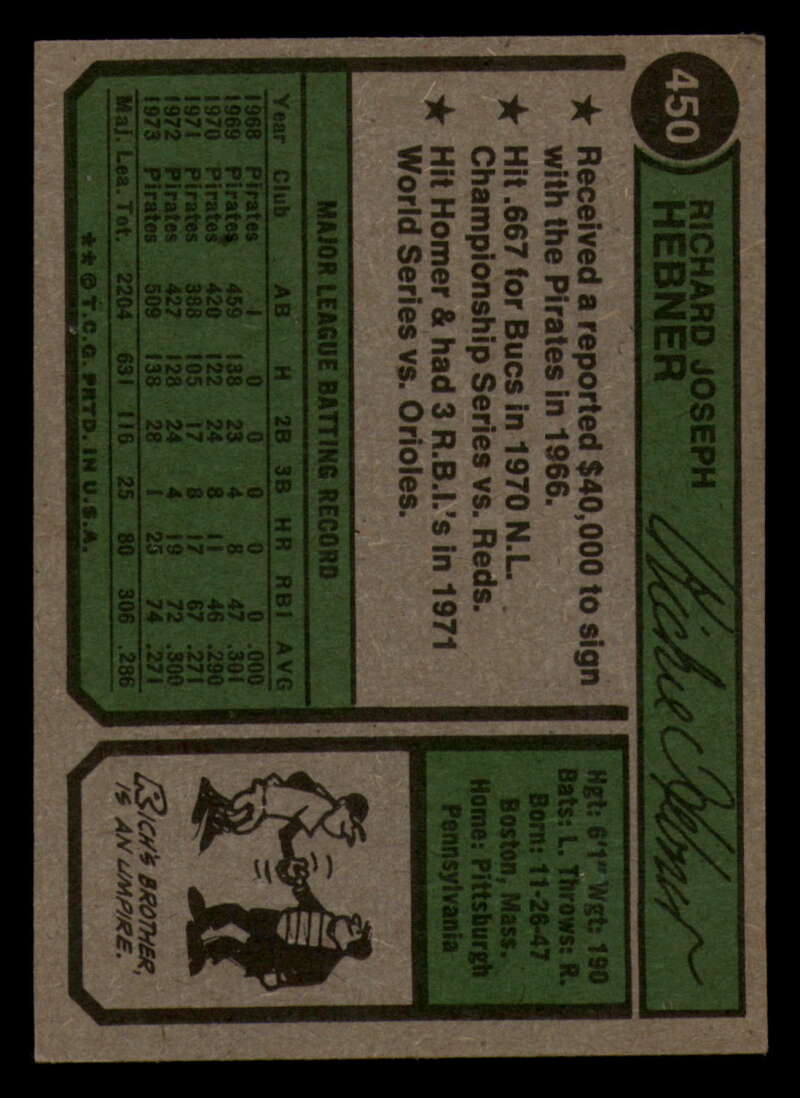 450
RICHARD JOSEPH
HEBNER
Richie Hebner
★ Received a reported $40,000 to sign
with the Pirates in 1966.
★ Hit .667 for Bucs in 1970 N.L.
Championship Series vs. Reds.
★ Hit Homer & had 3 R.B.I.'s in 1971
World Series vs. Orioles.
Hgt: 6'1" Wgt: 190
Bats: L. Throws: R.
Born: 11-26-47
Boston, Mass.
Home: Pittsburgh
Pennsylvania
MAJOR LEAGUE BATTING RECORD
Year Club AB H 2B 3B HR RBI AVG
1968 Pirates 1 0 0 0 0 0 .000
1969 Pirates 459 138 23 4 8 47 .301
1970 Pirates 420 122 24 8 11 46 .290
1971 Pirates 388 105 17 8 17 67 .271
1972 Pirates 427 128 24 4 19 72 .300
1973 Pirates 509 138 28 1 25 74 .271
Maj. Lea. Tot. 2204 631 116 25 80 306 .286
★★© T.C.G. PRTD. IN U.S.A.
RICH'S BROTHER,
IS AN UMPIRE.